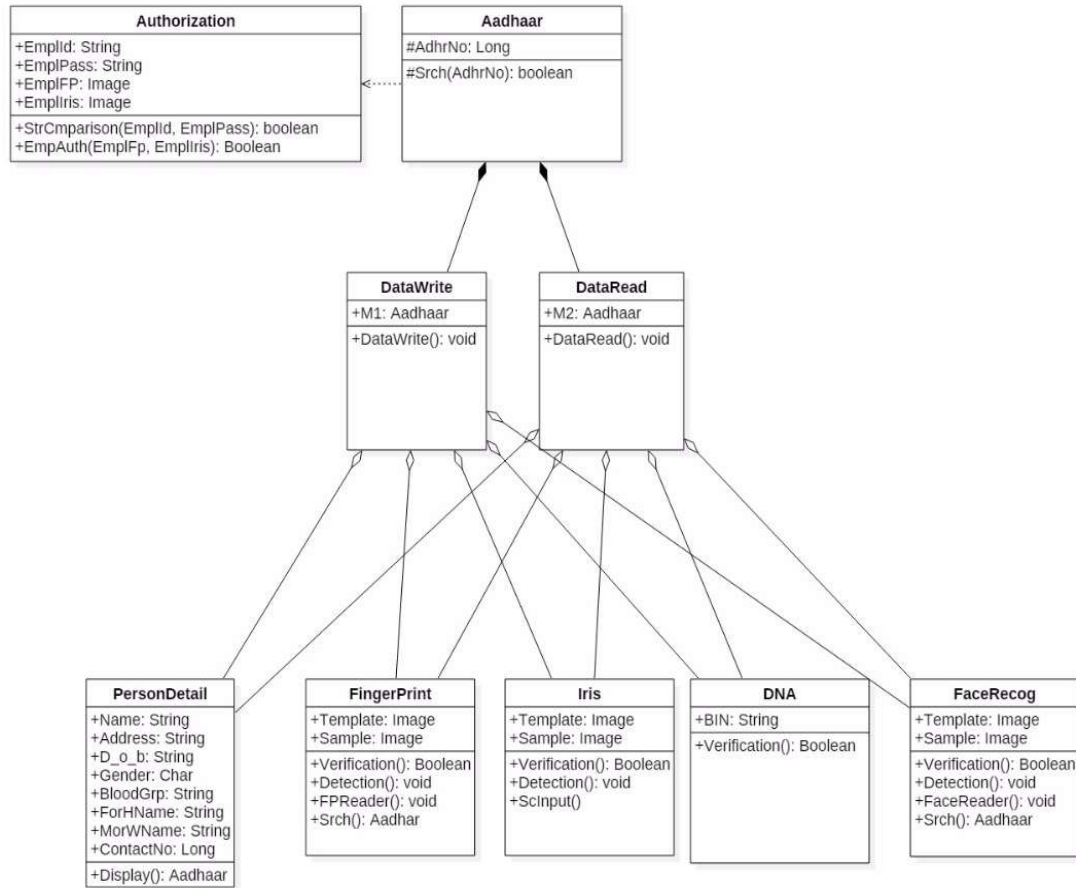 Authorization
+EmplId: String
+EmplPass: String
+EmplFP: Image
+EmplIris: Image
+StrCmparison(EmplId, EmplPass): boolean
+EmpAuth(EmplFp, EmplIris): Boolean
Aadhaar
#AdhrNo: Long
#Srch(AdhrNo): boolean
DataWrite
+M1: Aadhaar
+DataWrite(): void
DataRead
+M2: Aadhaar
+DataRead(): void
PersonDetail
+Name: String
+Address: String
+D_o_b: String
+Gender: Char
+BloodGrp: String
+ForHName: String
+MorWName: String
+ContactNo: Long
+Display(): Aadhaar
FingerPrint
+Template: Image
+Sample: Image
+Verification(): Boolean
+Detection(): void
+FPReader(): void
+Srch(): Aadhar
Iris
+Template: Image
+Sample: Image
+Verification(): Boolean
+Detection(): void
+ScInput()
DNA
+BIN: String
+Verification(): Boolean
FaceRecog
+Template: Image
+Sample: Image
+Verification(): Boolean
+Detection(): void
+FaceReader(): void
+Srch(): Aadhaar